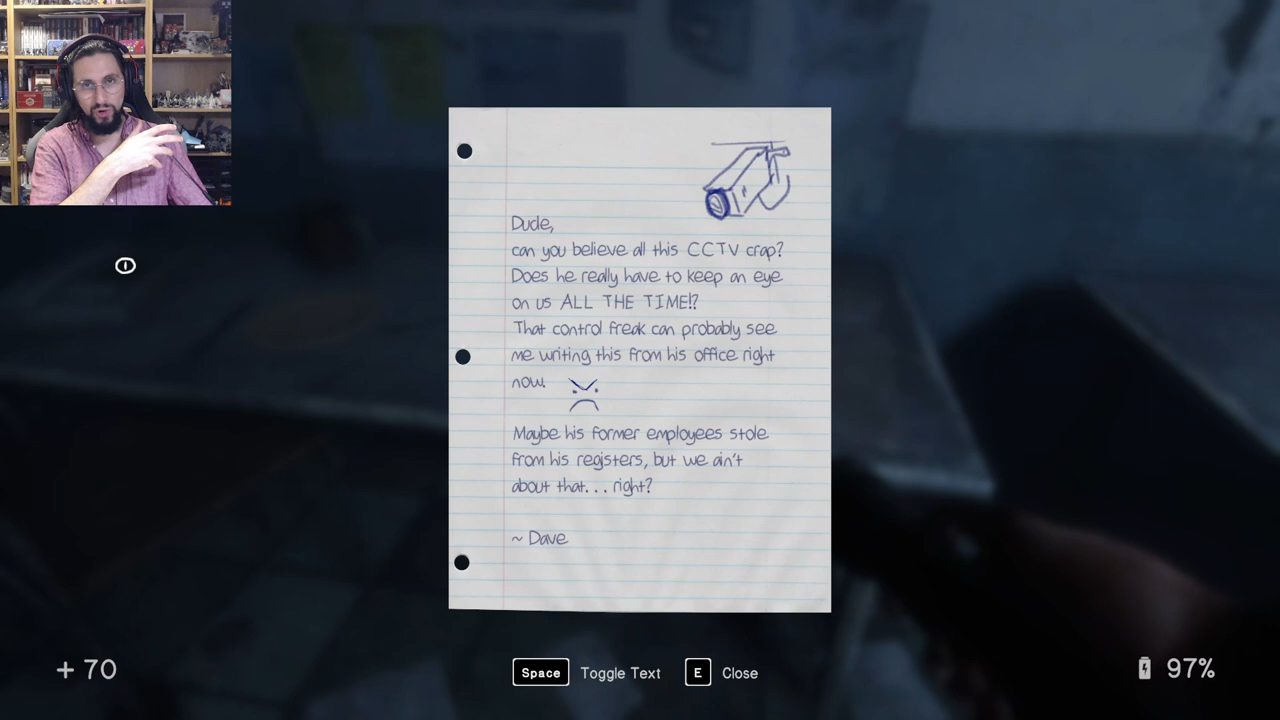 Dude,
can you believe all this CCTV crap?
Does he really have to keep an eye
on us ALL THE TIME!?
That control freak can probably see
me writing this from his office right
now.
Maybe his former employees stole
from his registers, but we ain't
about that... right?
~ Dave
+ 70
Space Toggle Text E Close
97%